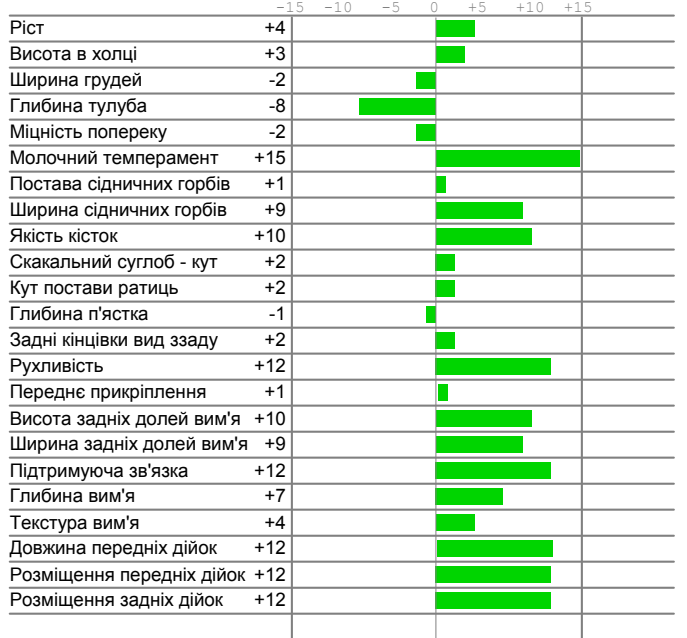 -15 -10 -5 0 +5 +10 +15
Ріст +4
Висота в холці +3
Ширина грудей -2
Глибина тулуба -8
Міцність попереку -2
Молочний темперамент +15
Постава сідничних горбів +1
Ширина сідничних горбів +9
Якість кісток +10
Скакальний суглоб - кут +2
Кут постави ратиць +2
Глибина п'ястка -1
Задні кінцівки вид ззаду +2
Рухливість +12
Переднє прикріплення +1
Висота задніх долей вим'я +10
Ширина задніх долей вим'я +9
Підтримуюча зв'язка +12
Глибина вим'я +7
Текстура вим'я +4
Довжина передніх дійок +12
Розміщення передніх дійок +12
Розміщення задніх дійок +12